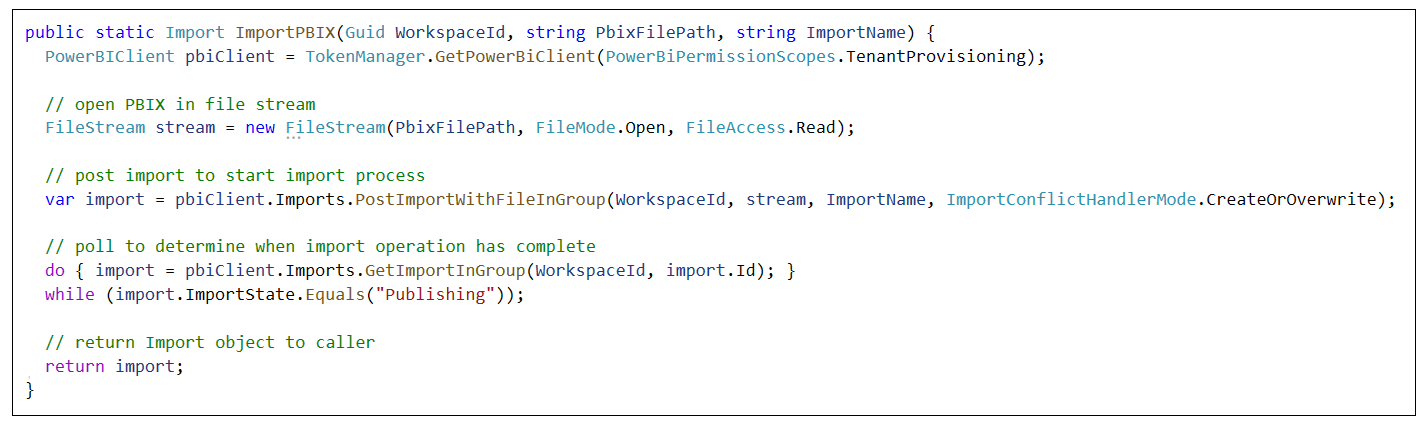 public static Import ImportPBIX(Guid WorkspaceId, string PbixFilePath, string ImportName) {
  PowerBIClient pbiClient = TokenManager.GetPowerBiClient(PowerBiPermissionScopes.TenantProvisioning);

  // open PBIX in file stream
  FileStream stream = new FileStream(PbixFilePath, FileMode.Open, FileAccess.Read);

  // post import to start import process
  var import = pbiClient.Imports.PostImportWithFileInGroup(WorkspaceId, stream, ImportName, ImportConflictHandlerMode.CreateOrOverwrite);

  // poll to determine when import operation has complete
  do { import = pbiClient.Imports.GetImportInGroup(WorkspaceId, import.Id); }
  while (import.ImportState.Equals("Publishing"));

  // return Import object to caller
  return import;
}